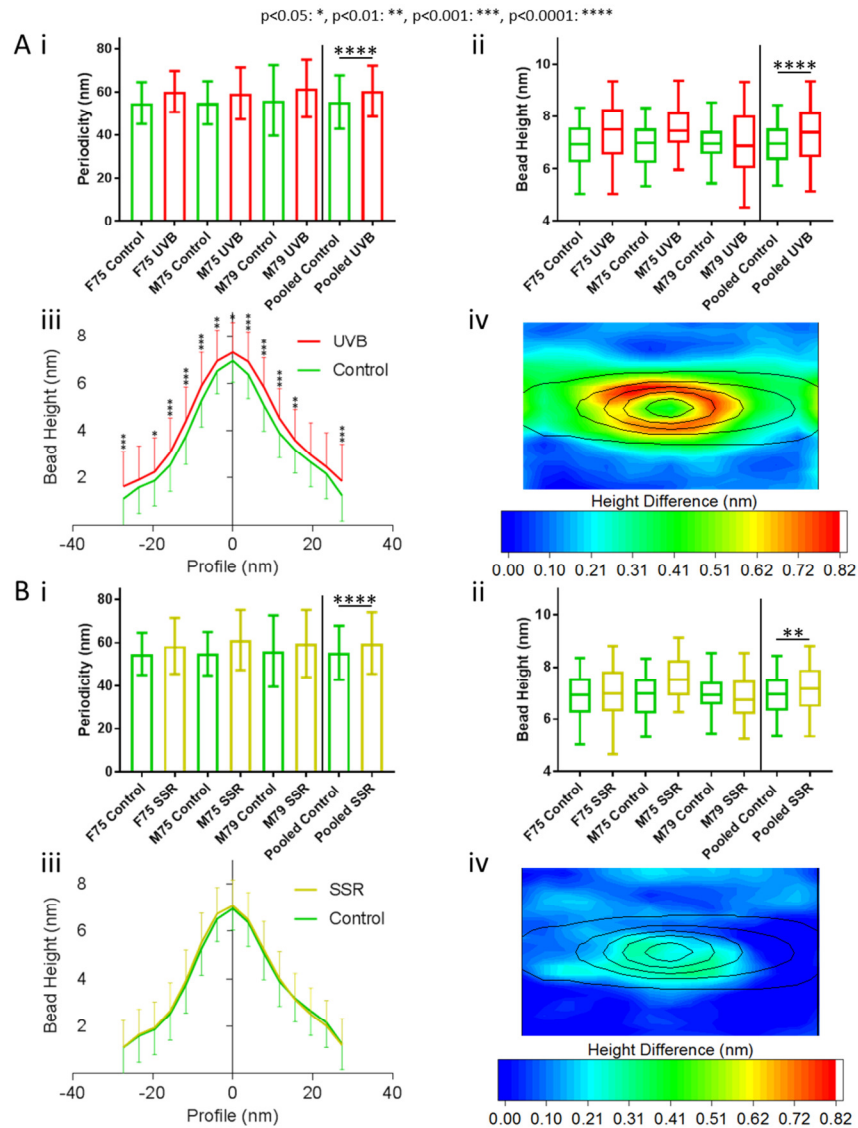 p<0.05: *, p<0.01: **, p<0.001: ***, p<0.0001: ****
A i
Periodicity (nm)
80
60
40
20
0
****
F75 Control
F75 UVB
M75 Control
M75 UVB
M79 Control
M79 UVB
Pooled Control
Pooled UVB
ii
Bead Height (nm)
10
8
6
4
****
F75 Control
F75 UVB
M75 Control
M75 UVB
M79 Control
M79 UVB
Pooled Control
Pooled UVB
iii
Bead Height (nm)
8
6
4
2
*** * *** *** *** ** * *** *** *** ** ***
UVB
Control
-40 -20 0 20 40
Profile (nm)
iv
Height Difference (nm)
0.00 0.10 0.21 0.31 0.41 0.51 0.62 0.72 0.82
B i
Periodicity (nm)
80
60
40
20
0
****
F75 Control
F75 SSR
M75 Control
M75 SSR
M79 Control
M79 SSR
Pooled Control
Pooled SSR
ii
Bead Height (nm)
10
8
6
4
**
F75 Control
F75 SSR
M75 Control
M75 SSR
M79 Control
M79 SSR
Pooled Control
Pooled SSR
iii
Bead Height (nm)
8
6
4
2
SSR
Control
-40 -20 0 20 40
Profile (nm)
iv
Height Difference (nm)
0.00 0.10 0.21 0.31 0.41 0.51 0.62 0.72 0.82